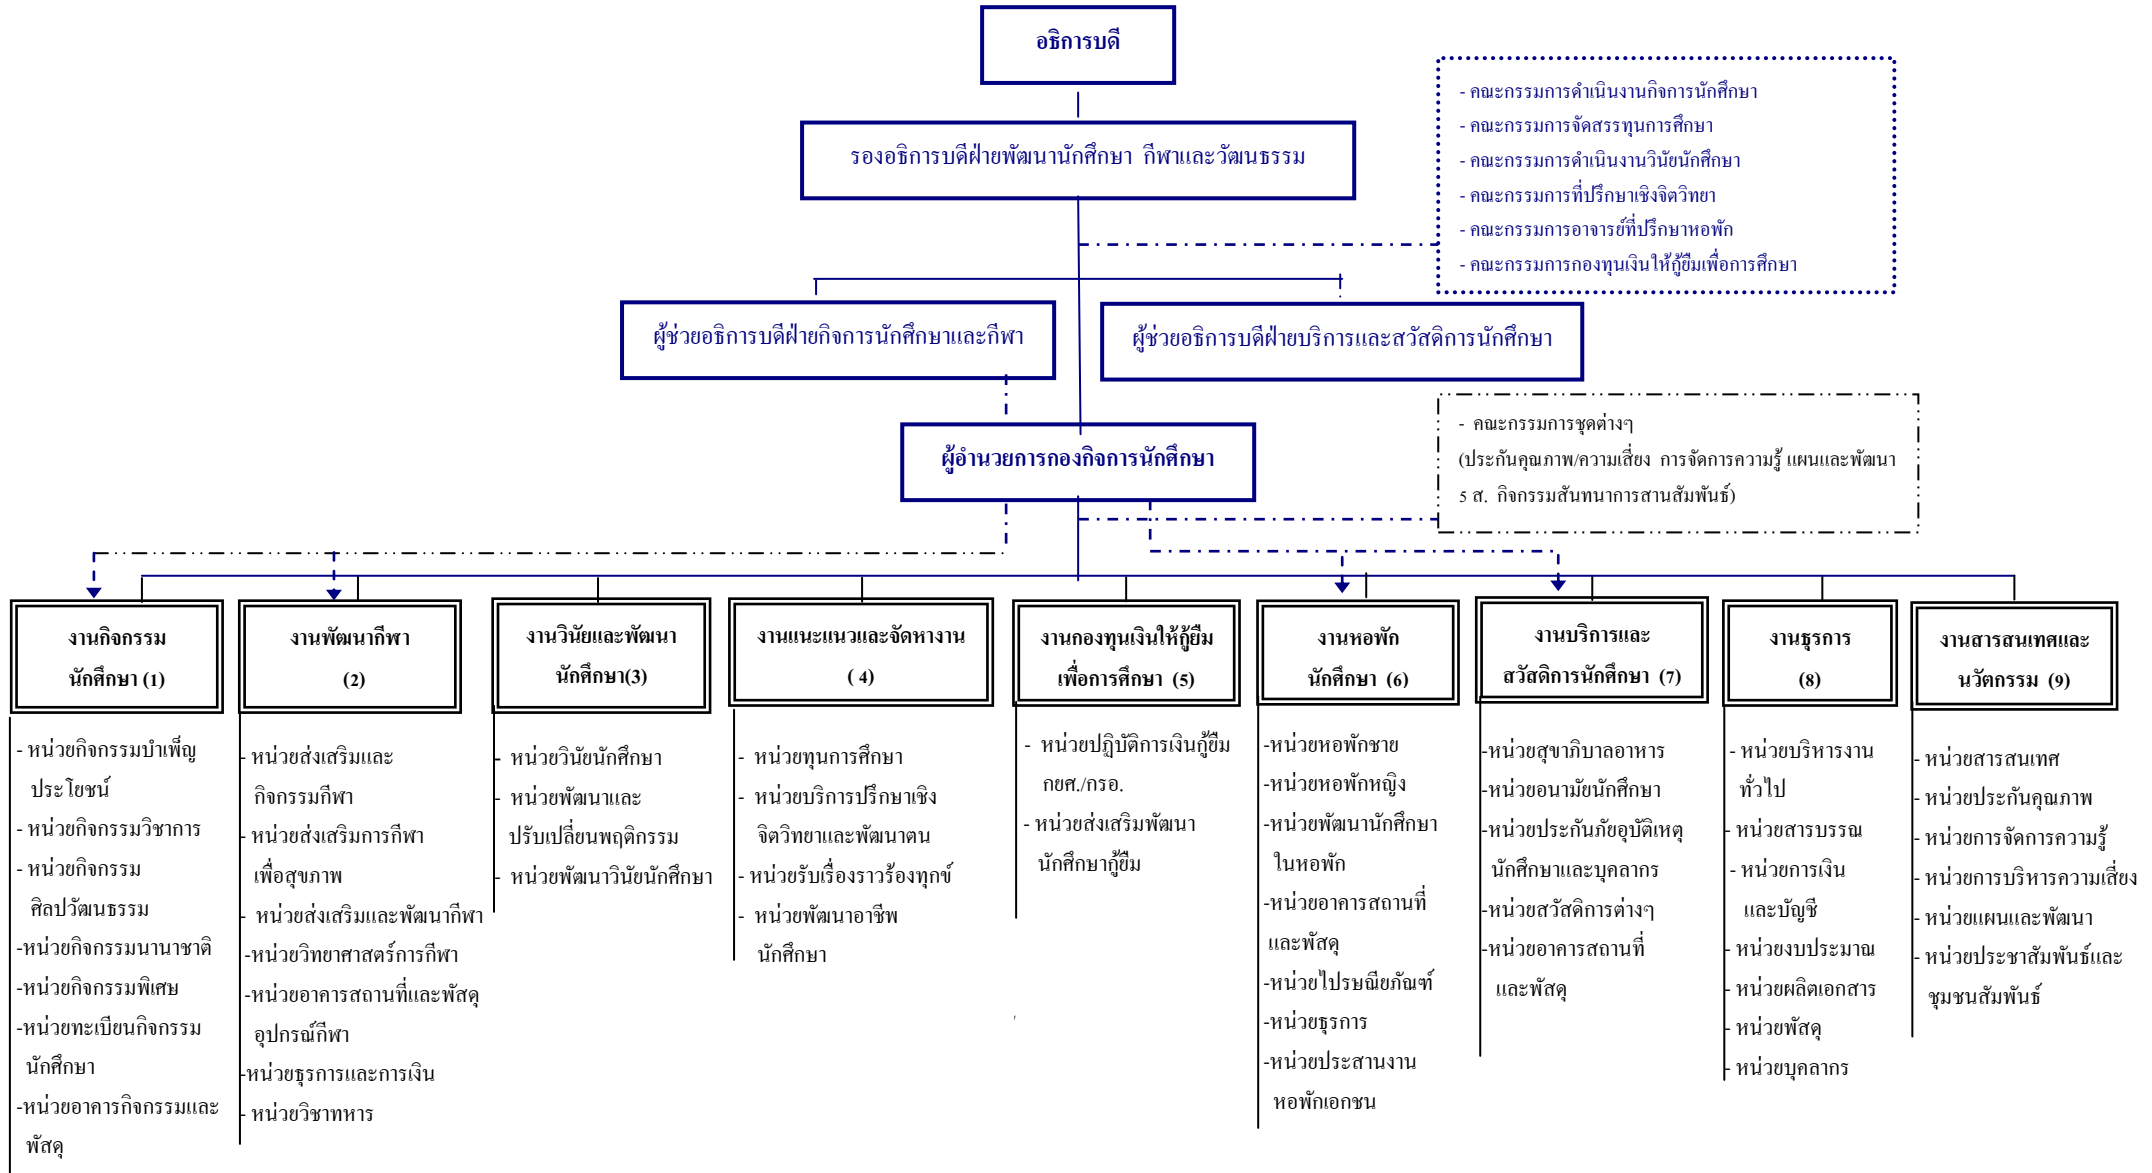 อธิการบดี
- คณะกรรมการดำเนินงานกิจการนักศึกษา
- คณะกรรมการจัดสรรทุนการศึกษา
- คณะกรรมการดำเนินงานวินัยนักศึกษา
- คณะกรรมการที่ปรึกษาเชิงจิตวิทยา
- คณะกรรมการอาจารย์ที่ปรึกษาหอพัก
- คณะกรรมการกองทุนเงินให้กู้ยืมเพื่อการศึกษา
รองอธิการบดีฝ่ายพัฒนานักศึกษา กีฬาและวัฒนธรรม
ผู้ช่วยอธิการบดีฝ่ายกิจการนักศึกษาและกีฬา
ผู้ช่วยอธิการบดีฝ่ายบริการและสวัสดิการนักศึกษา
- คณะกรรมการชุดต่างๆ
(ประกันคุณภาพ/ความเสี่ยง การจัดการความรู้ แผนและพัฒนา
5 ส. กิจกรรมสันทนาการสานสัมพันธ์)
ผู้อำนวยการกองกิจการนักศึกษา
งานกิจกรรม
นักศึกษา (1)
- หน่วยกิจกรรมบำเพ็ญ
ประโยชน์
- หน่วยกิจกรรมวิชาการ
- หน่วยกิจกรรม
ศิลปวัฒนธรรม
-หน่วยกิจกรรมนานาชาติ
-หน่วยกิจกรรมพิเศษ
-หน่วยทะเบียนกิจกรรม
นักศึกษา
-หน่วยอาคารกิจกรรมและ
พัสดุ
งานพัฒนากีฬา
(2)
- หน่วยส่งเสริมและ
กิจกรรมกีฬา
- หน่วยส่งเสริมการกีฬา
เพื่อสุขภาพ
- หน่วยส่งเสริมและพัฒนากีฬา
-หน่วยวิทยาศาสตร์การกีฬา
-หน่วยอาคารสถานที่และพัสดุ
อุปกรณ์กีฬา
-หน่วยธุรการและการเงิน
- หน่วยวิชาทหาร
งานวินัยและพัฒนา
นักศึกษา(3)
- หน่วยวินัยนักศึกษา
- หน่วยพัฒนาและ
ปรับเปลี่ยนพฤติกรรม
- หน่วยพัฒนาวินัยนักศึกษา
งานแนะแนวและจัดหางาน
( 4)
- หน่วยทุนการศึกษา
- หน่วยบริการปรึกษาเชิง
จิตวิทยาและพัฒนาตน
- หน่วยรับเรื่องราวร้องทุกข์
- หน่วยพัฒนาอาชีพ
นักศึกษา
งานกองทุนเงินให้กู้ยืม
เพื่อการศึกษา (5)
- หน่วยปฏิบัติการเงินกู้ยืม
กยศ./กรอ.
- หน่วยส่งเสริมพัฒนา
นักศึกษากู้ยืม
งานหอพัก
นักศึกษา (6)
-หน่วยหอพักชาย
-หน่วยหอพักหญิง
-หน่วยพัฒนานักศึกษา
ในหอพัก
-หน่วยอาคารสถานที่
และพัสดุ
-หน่วยไปรษณียภัณฑ์
-หน่วยธุรการ
-หน่วยประสานงาน
หอพักเอกชน
งานบริการและ
สวัสดิการนักศึกษา (7)
-หน่วยสุขาภิบาลอาหาร
-หน่วยอนามัยนักศึกษา
-หน่วยประกันภัยอุบัติเหตุ
นักศึกษาและบุคลากร
-หน่วยสวัสดิการต่างๆ
-หน่วยอาคารสถานที่
และพัสดุ
งานธุรการ
(8)
- หน่วยบริหารงาน
ทั่วไป
- หน่วยสารบรรณ
- หน่วยการเงิน
และบัญชี
- หน่วยงบประมาณ
- หน่วยผลิตเอกสาร
- หน่วยพัสดุ
- หน่วยบุคลากร
งานสารสนเทศและ
นวัตกรรม (9)
- หน่วยสารสนเทศ
- หน่วยประกันคุณภาพ
- หน่วยการจัดการความรู้
- หน่วยการบริหารความเสี่ยง
- หน่วยแผนและพัฒนา
- หน่วยประชาสัมพันธ์และ
ชุมชนสัมพันธ์